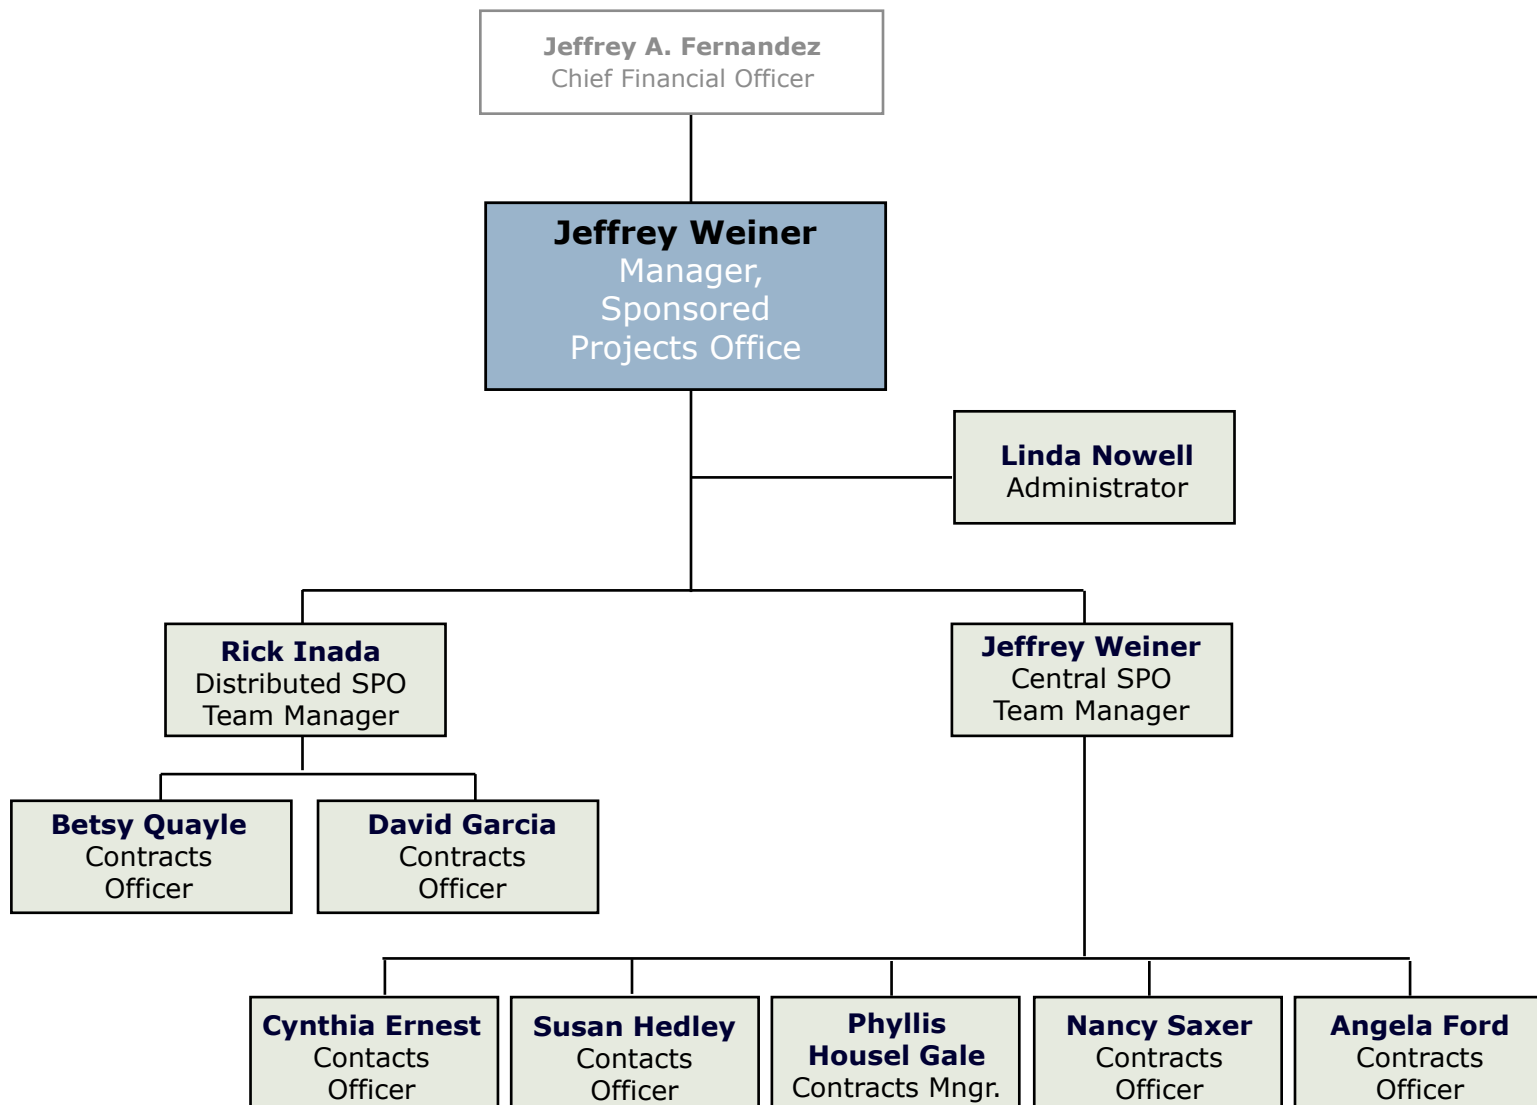 Jeffrey A. Fernandez
Chief Financial Officer
Jeffrey Weiner
Manager,
Sponsored
Projects Office
Linda Nowell
Administrator
Rick Inada
Distributed SPO
Team Manager
Jeffrey Weiner
Central SPO
Team Manager
Betsy Quayle
Contracts
Officer
David Garcia
Contracts
Officer
Cynthia Ernest
Contacts
Officer
Susan Hedley
Contacts
Officer
Phyllis
Housel Gale
Contracts Mngr.
Nancy Saxer
Contracts
Officer
Angela Ford
Contracts
Officer